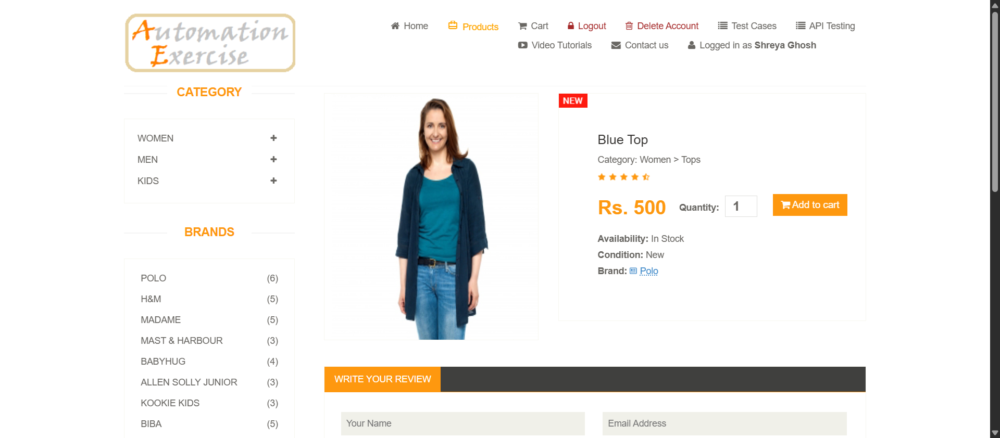 Automation
Exercise
Home Products Cart Logout Delete Account Test Cases API Testing
Video Tutorials Contact us Logged in as Shreya Ghosh
CATEGORY
WOMEN
MEN
KIDS
BRANDS
POLO (6)
H&M (5)
MADAME (5)
MAST & HARBOUR (3)
BABYHUG (4)
ALLEN SOLLY JUNIOR (3)
KOOKIE KIDS (3)
BIBA (5)
NEW
Blue Top
Category: Women > Tops
Rs. 500 Quantity: 1 Add to cart
Availability: In Stock
Condition: New
Brand: Polo
WRITE YOUR REVIEW
Your Name Email Address